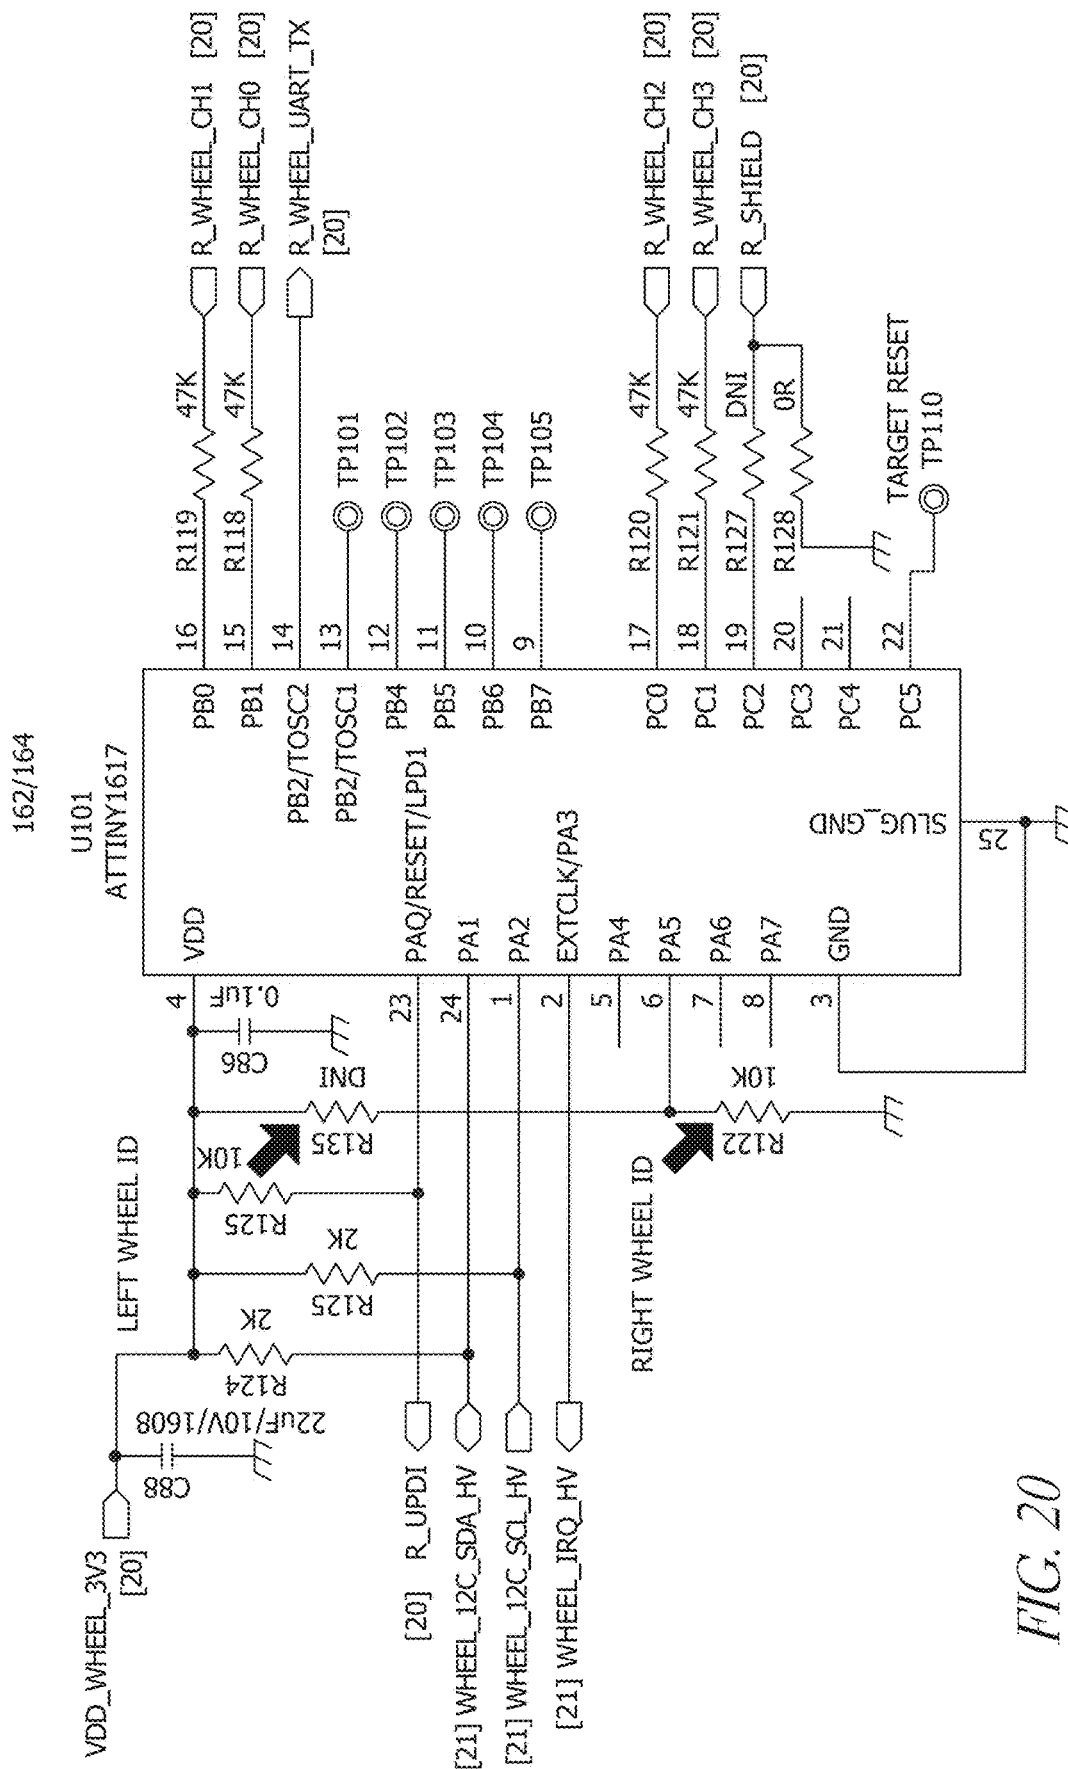 162/164
U101
ATTINY1617
VDD_WHEEL_3V3
[20]
C88
22uF/10V/1608
LEFT WHEEL ID
R124
2K
R125
2K
R125
10K
R135
DNI
C86
0.1uF
RIGHT WHEEL ID
R122
10K
[20] R_UPDI
[21] WHEEL_12C_SDA_HV
[21] WHEEL_12C_SCL_HV
[21] WHEEL_IRQ_HV
4 VDD
23 PAQ/RESET/LPD1
24 PA1
1 PA2
2 EXTCLK/PA3
5 PA4
6 PA5
7 PA6
8 PA7
3 GND
SLUG_GND
25
PB0 16 R119 47K R_WHEEL_CH1 [20]
PB1 15 R118 47K R_WHEEL_CH0 [20]
PB2/TOSC2 14 R_WHEEL_UART_TX
[20]
PB2/TOSC1 13 TP101
PB4 12 TP102
PB5 11 TP103
PB6 10 TP104
PB7 9 TP105
PC0 17 R120 47K R_WHEEL_CH2 [20]
PC1 18 R121 47K R_WHEEL_CH3 [20]
PC2 19 R127 DNI R_SHIELD [20]
PC3 20 R128 0R
PC4 21
PC5 22
TARGET RESET
TP110
FIG. 20